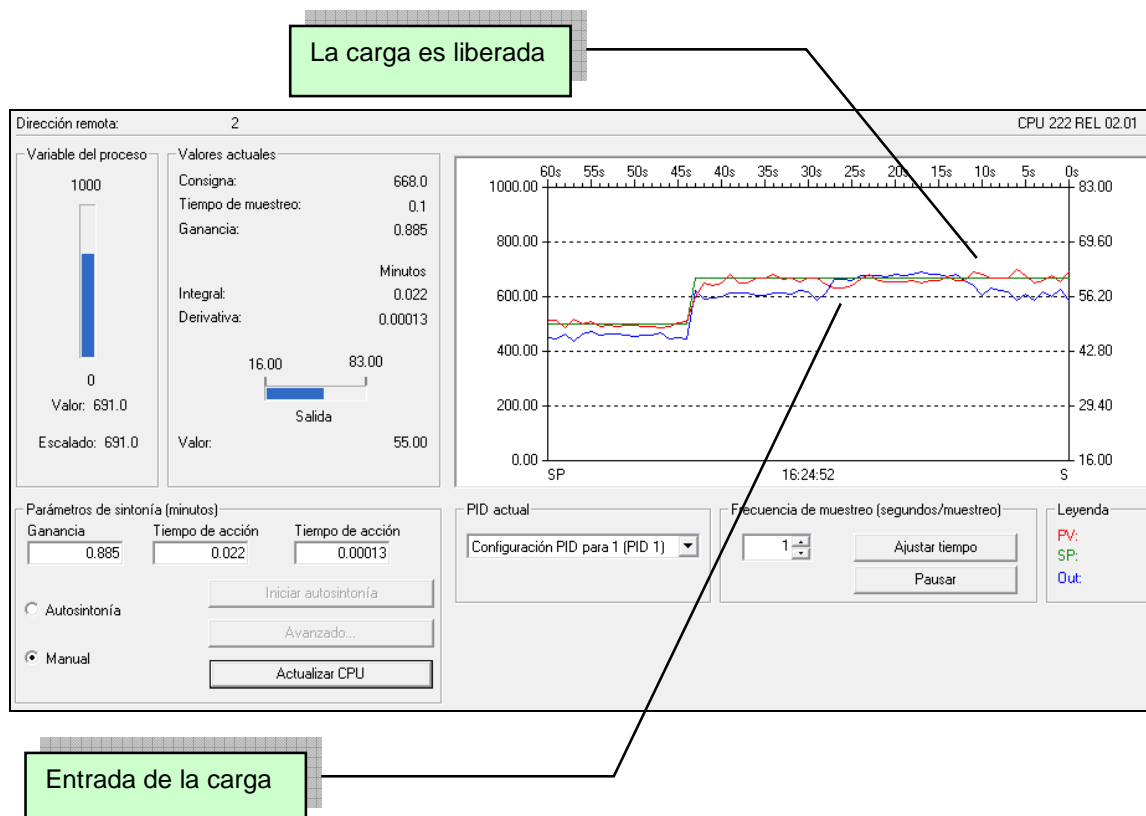 La carga es liberada
Dirección remota: 2 CPU 222 REL 02.01
Variable del proceso
1000
0
Valor: 691.0
Escalado: 691.0
Valores actuales
Consigna: 668.0
Tiempo de muestreo: 0.1
Ganancia: 0.885
Minutos
Integral: 0.022
Derivativa: 0.00013
16.00 83.00
Salida
Valor: 55.00
60s 55s 50s 45s 40s 35s 30s 25s 20s 15s 10s 5s 0s
1000.00 83.00
800.00 69.60
600.00 56.20
400.00 42.80
200.00 29.40
0.00 16.00
SP 16:24:52 S
Parámetros de sintonía (minutos)
Ganancia Tiempo de acción Tiempo de acción
0.885 0.022 0.00013
Iniciar autosintonía
Autosintonía
Avanzado...
Manual
Actualizar CPU
PID actual
Configuración PID para 1 (PID 1)
Frecuencia de muestreo (segundos/muestreo)
1
Ajustar tiempo
Pausar
Leyenda
PV:
SP:
Out:
Entrada de la carga